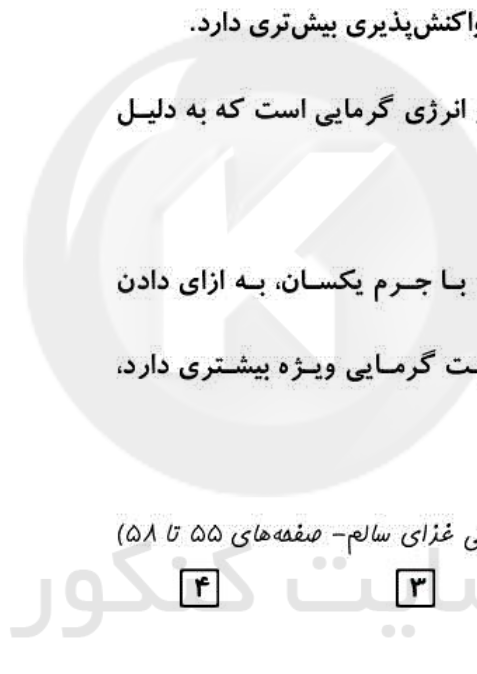 واکنش‌پذیری بیش‌تری دارد.
انرژی گرمایی است که به دلیل
با جرم یکسان، به ازای دادن
گرمایی ویژه بیشتری دارد،
غذای سالم- صفحه‌های ۵۵ تا ۵۸)
۳ ۴
سایت کنکور